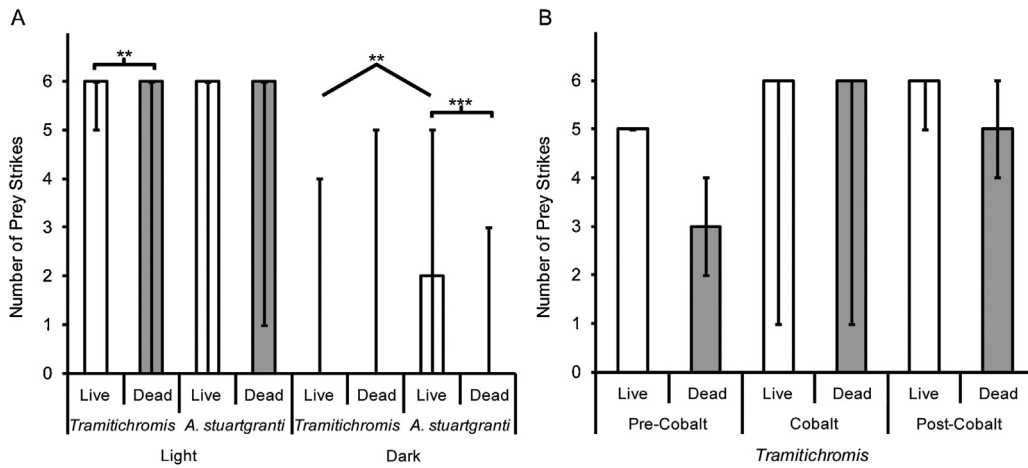 A
Number of Prey Strikes
6
5
4
3
2
1
0
**
**
***
Live Dead Live Dead Live Dead Live Dead
Tramitichromis A. stuartgranti Tramitichromis A. stuartgranti
Light Dark
B
Number of Prey Strikes
6
5
4
3
2
1
0
Live Dead Live Dead Live Dead
Pre-Cobalt Cobalt Post-Cobalt
Tramitichromis